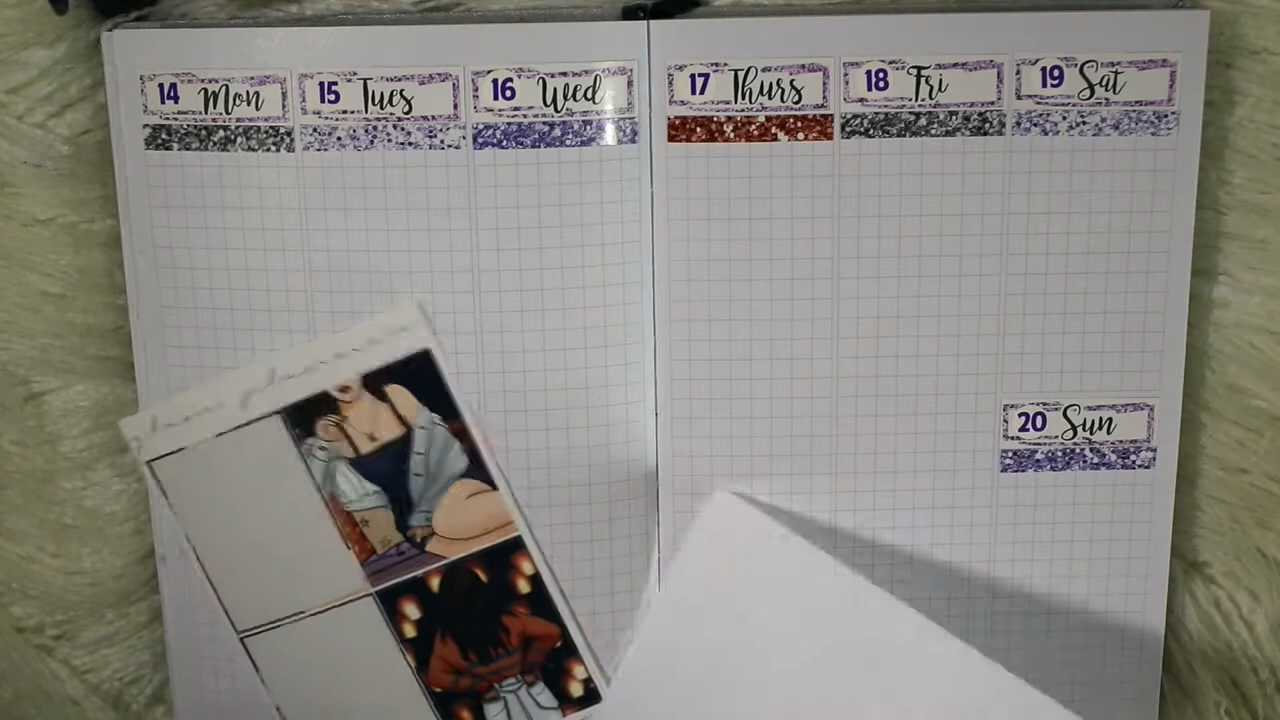 14 Mon
15 Tues
16 Wed
17 Thurs
18 Fri
19 Sat
20 Sun